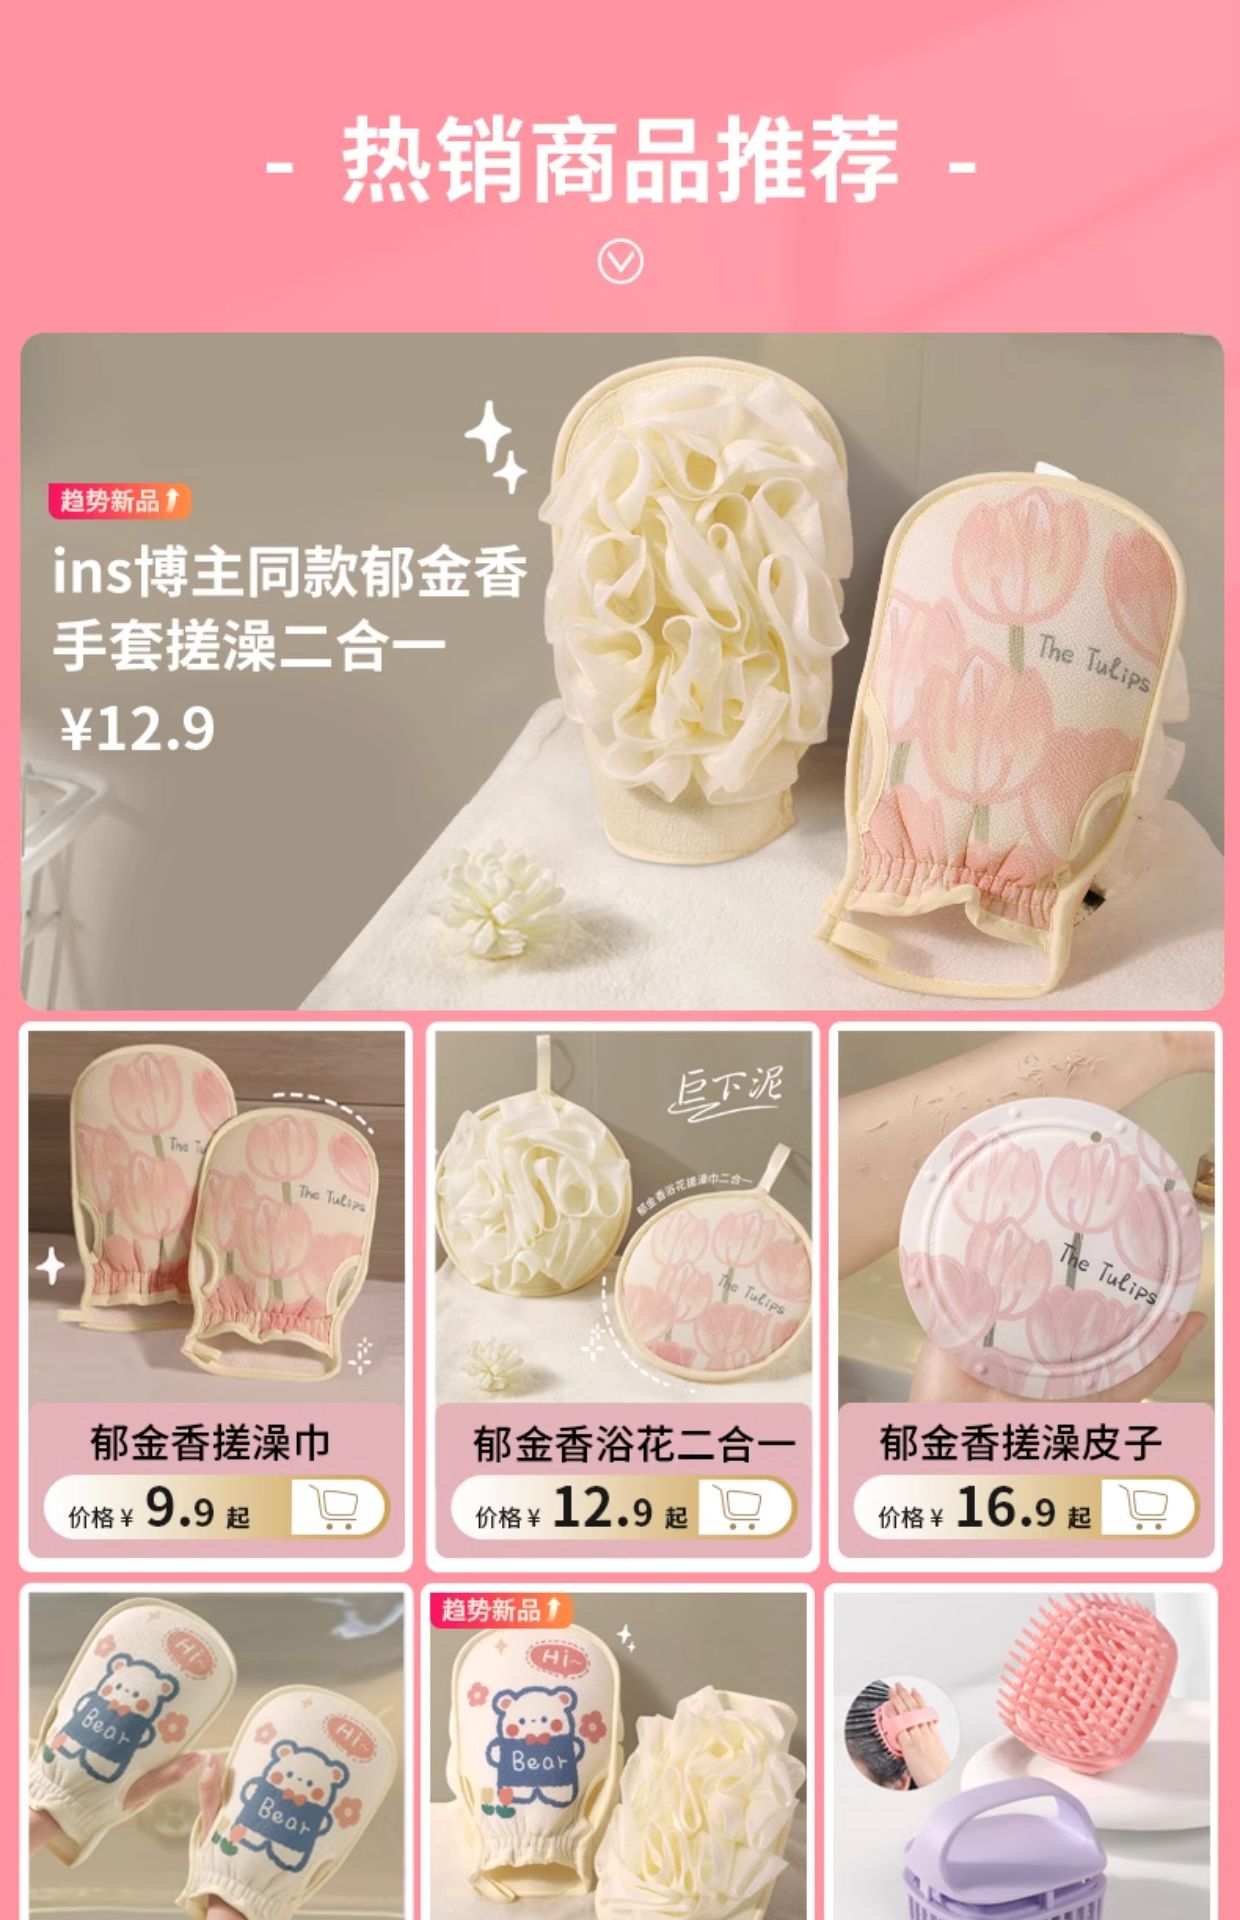 - 热销商品推荐 -
趋势新品
ins博主同款郁金香
手套搓澡二合一
¥12.9
The Tulips
The Tu
The Tulips
郁金香搓澡巾
价格¥ 9.9 起
巨下泥
郁金香浴花搓澡巾二合一
The Tulips
郁金香浴花二合一
价格¥ 12.9 起
The Tulips
郁金香搓澡皮子
价格¥ 16.9 起
Hi~
Bear
Hi~
Bear
趋势新品
Hi~
Bear